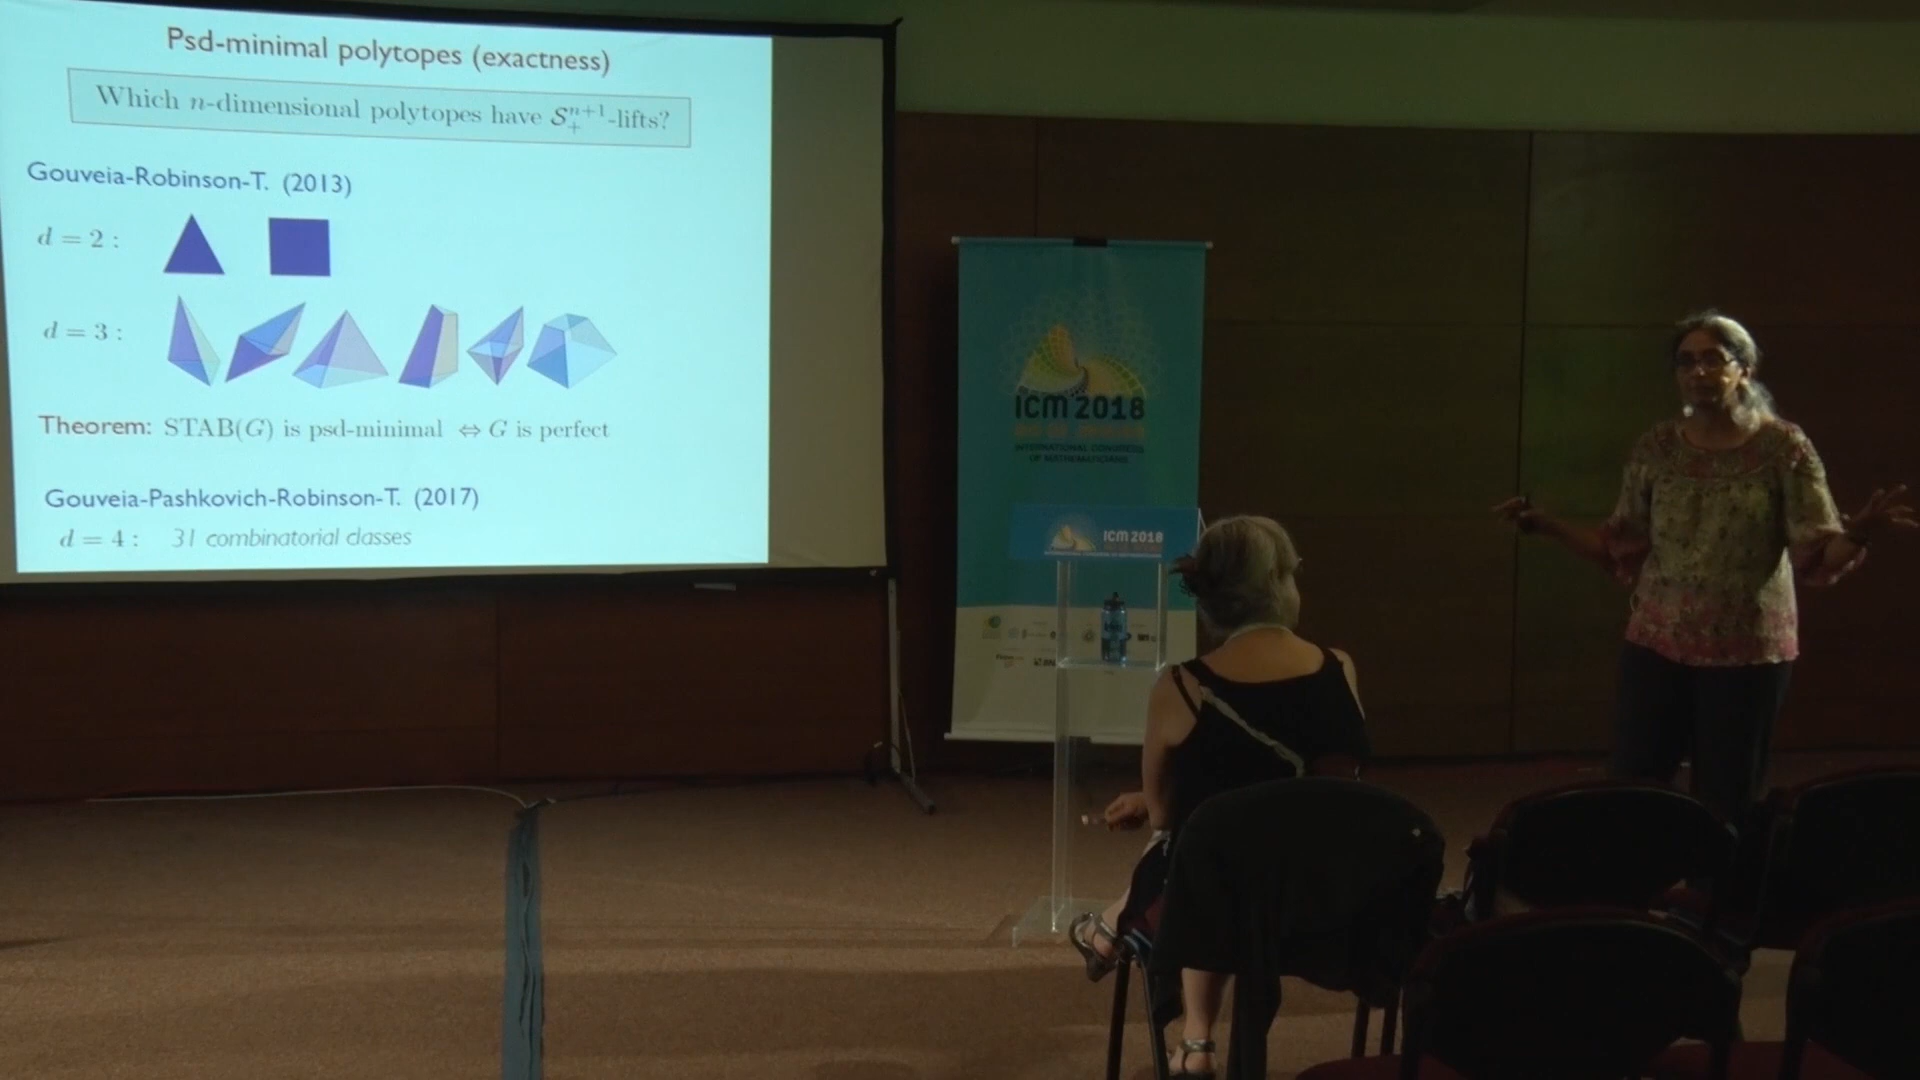 Psd-minimal polytopes (exactness)
Which n-dimensional polytopes have S₊ⁿ⁺¹-lifts?
Gouveia-Robinson-T. (2013)
d = 2 :
d = 3 :
Theorem: STAB(G) is psd-minimal ⇔ G is perfect
Gouveia-Pashkovich-Robinson-T. (2017)
d = 4 : 31 combinatorial classes
ICM 2018
INTERNATIONAL CONGRESS
OF MATHEMATICIANS
ICM 2018